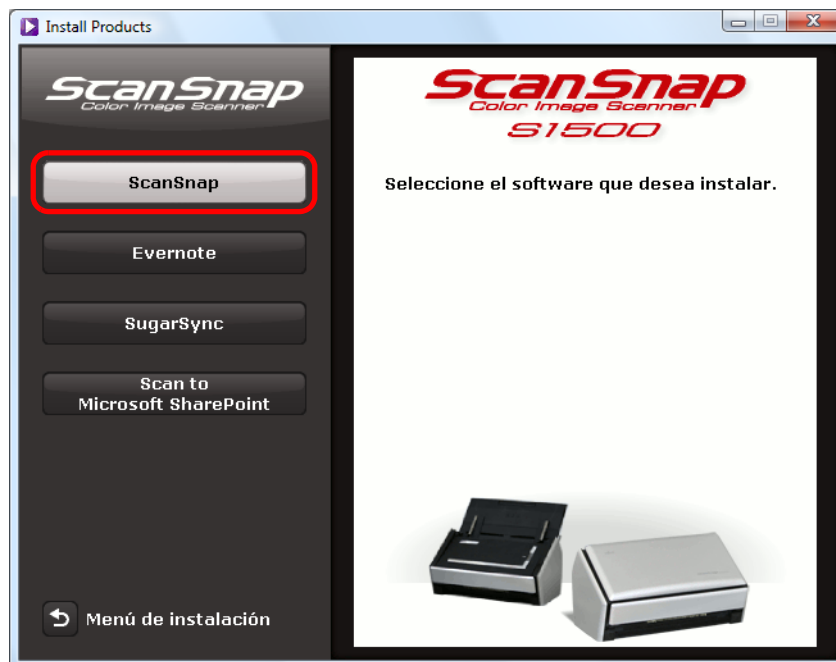 Install Products
ScanSnap
Color Image Scanner
ScanSnap
Evernote
SugarSync
Scan to
Microsoft SharePoint
Menú de instalación
ScanSnap
Color Image Scanner
S1500
Seleccione el software que desea instalar.